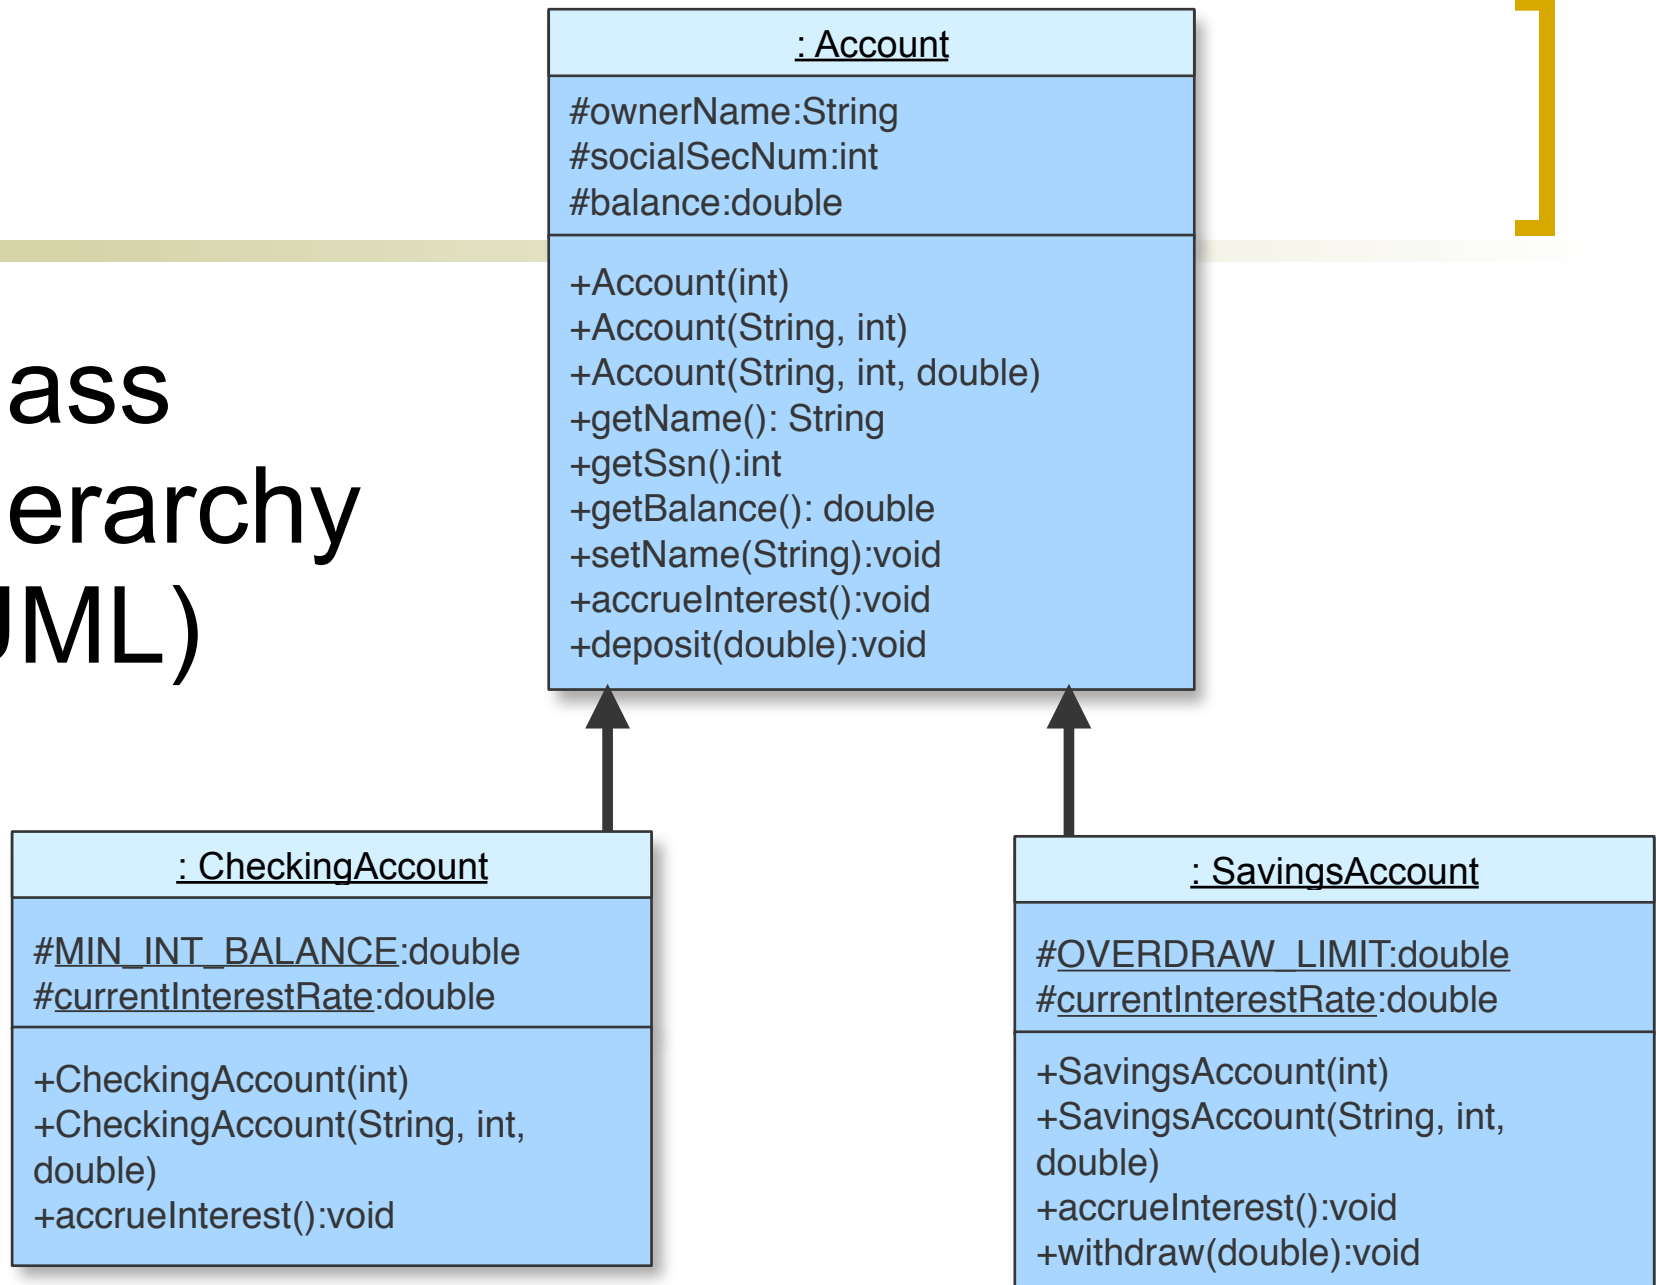 : Account
#ownerName:String
#socialSecNum:int
#balance:double
+Account(int)
+Account(String, int)
+Account(String, int, double)
+getName(): String
+getSsn():int
+getBalance(): double
+setName(String):void
+accrueInterest():void
+deposit(double):void
ass
erarchy
UML)
: CheckingAccount
#MIN_INT_BALANCE:double
#currentInterestRate:double
+CheckingAccount(int)
+CheckingAccount(String, int,
double)
+accrueInterest():void
: SavingsAccount
#OVERDRAW_LIMIT:double
#currentInterestRate:double
+SavingsAccount(int)
+SavingsAccount(String, int,
double)
+accrueInterest():void
+withdraw(double):void